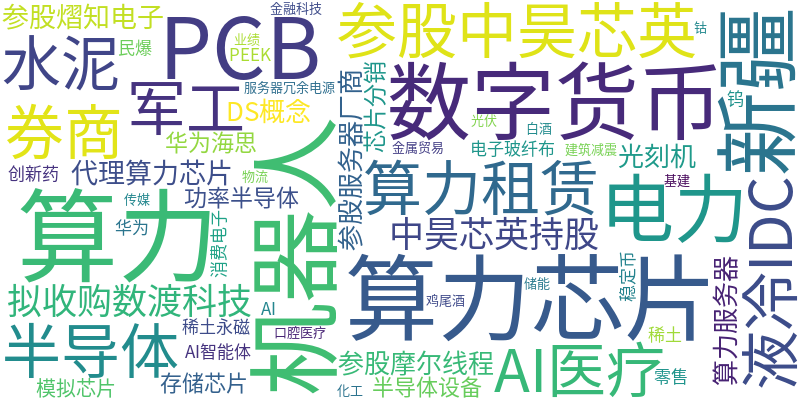 参股熠知电子
金融科技
参股中昊芯英
钴
业绩
PCB
民爆
PEEK
水泥
数字货币
新疆
服务器冗余电源
军工
参股服务器厂商
芯片分销
钨
券商
DS概念
光伏
白酒
华为海思
金属贸易
电子玻纤布
建筑减震
光刻机
机器人
创新药
代理算力芯片
物流
算力租赁
电力
基建
液冷IDC
算力
传媒
功率半导体
华为
消费电子
中昊芯英持股
算力芯片
稳定币
算力服务器
拟收购数渡科技
AI
鸡尾酒
储能
半导体
稀土永磁
口腔医疗
稀土
AI智能体
参股摩尔线程
AI医疗
模拟芯片
存储芯片
化工
半导体设备
零售